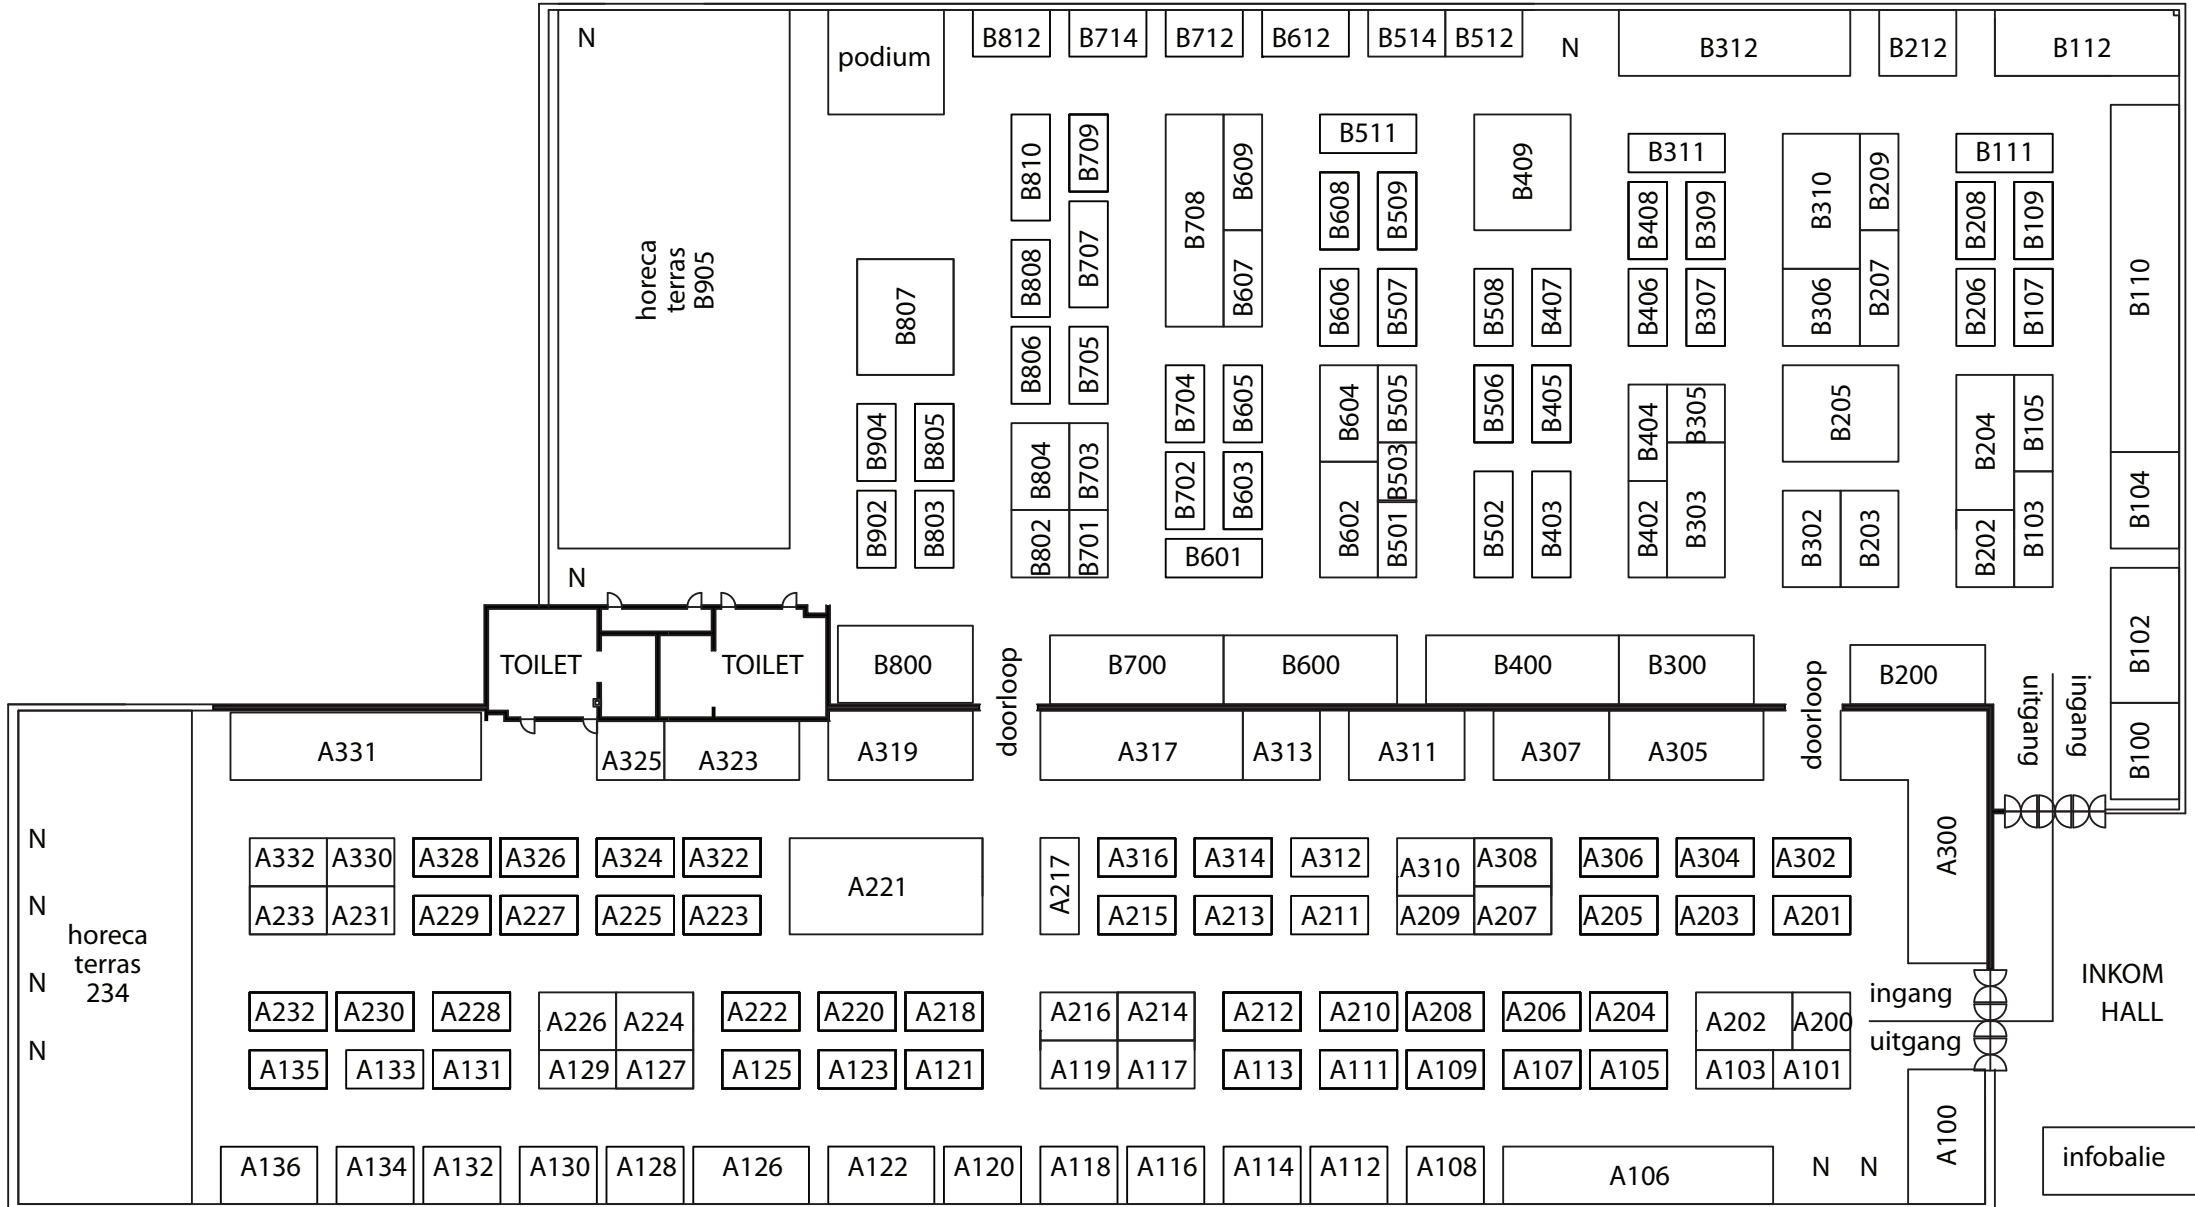 N
podium
B812
B714
B712
B612
B514
B512
N
B312
B212
B112
horeca
terras
B905
B810
B709
B708
B609
B511
B409
B311
B310
B209
B111
B608
B509
B408
B309
B208
B109
B110
B808
B707
B607
B807
B606
B507
B508
B407
B406
B307
B306
B207
B206
B107
B806
B705
B704
B605
B604
B505
B506
B405
B404
B305
B205
B204
B105
B904
B805
B804
B703
B702
B603
B503
B104
B902
B803
B802
B701
B601
B602
B501
B502
B403
B402
B303
B302
B203
B202
B103
N
TOILET
TOILET
B800
doorloop
B700
B600
B400
B300
doorloop
B200
uitgang
ingang
B102
B100
A331
A325
A323
A319
A317
A313
A311
A307
A305
A300
N
N
N
N
horeca
terras
234
A332
A330
A328
A326
A324
A322
A221
A217
A316
A314
A312
A310
A308
A306
A304
A302
A233
A231
A229
A227
A225
A223
A215
A213
A211
A209
A207
A205
A203
A201
A232
A230
A228
A226
A224
A222
A220
A218
A216
A214
A212
A210
A208
A206
A204
A202
A200
ingang
uitgang
INKOM
HALL
A135
A133
A131
A129
A127
A125
A123
A121
A119
A117
A113
A111
A109
A107
A105
A103
A101
A136
A134
A132
A130
A128
A126
A122
A120
A118
A116
A114
A112
A108
A106
N
N
A100
infobalie